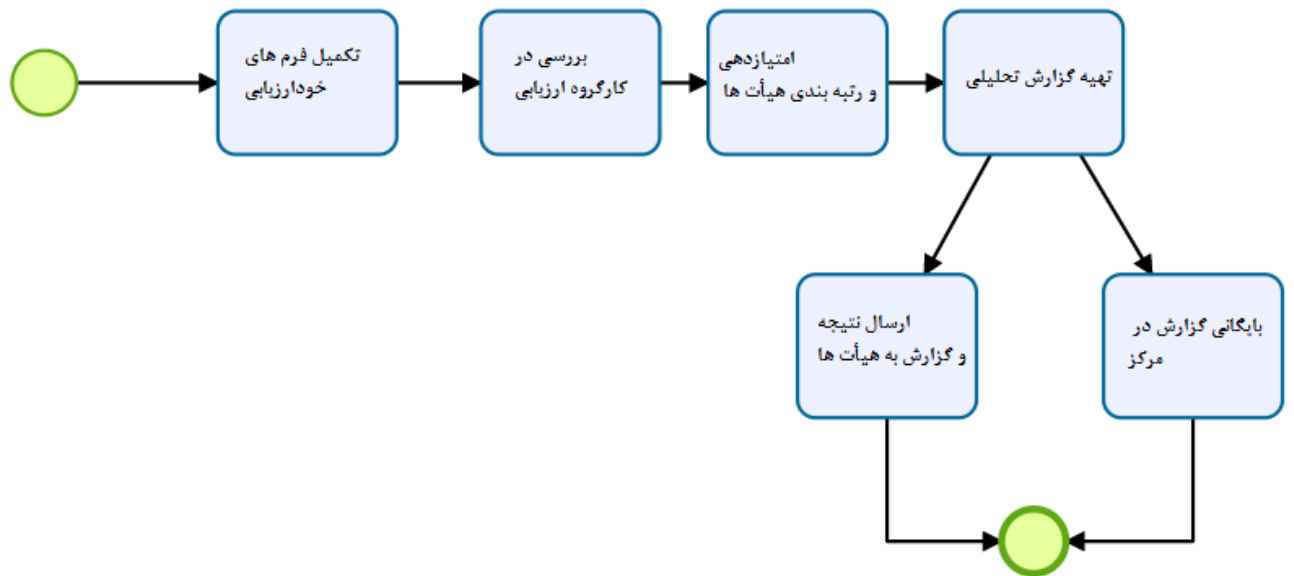 تکمیل فرم های
خودارزیابی
بررسی در
کارگروه ارزیابی
امتیازدهی
و رتبه بندی هیأت ها
تهیه گزارش تحلیلی
ارسال نتیجه
و گزارش به هیأت ها
بایگانی گزارش در
مرکز